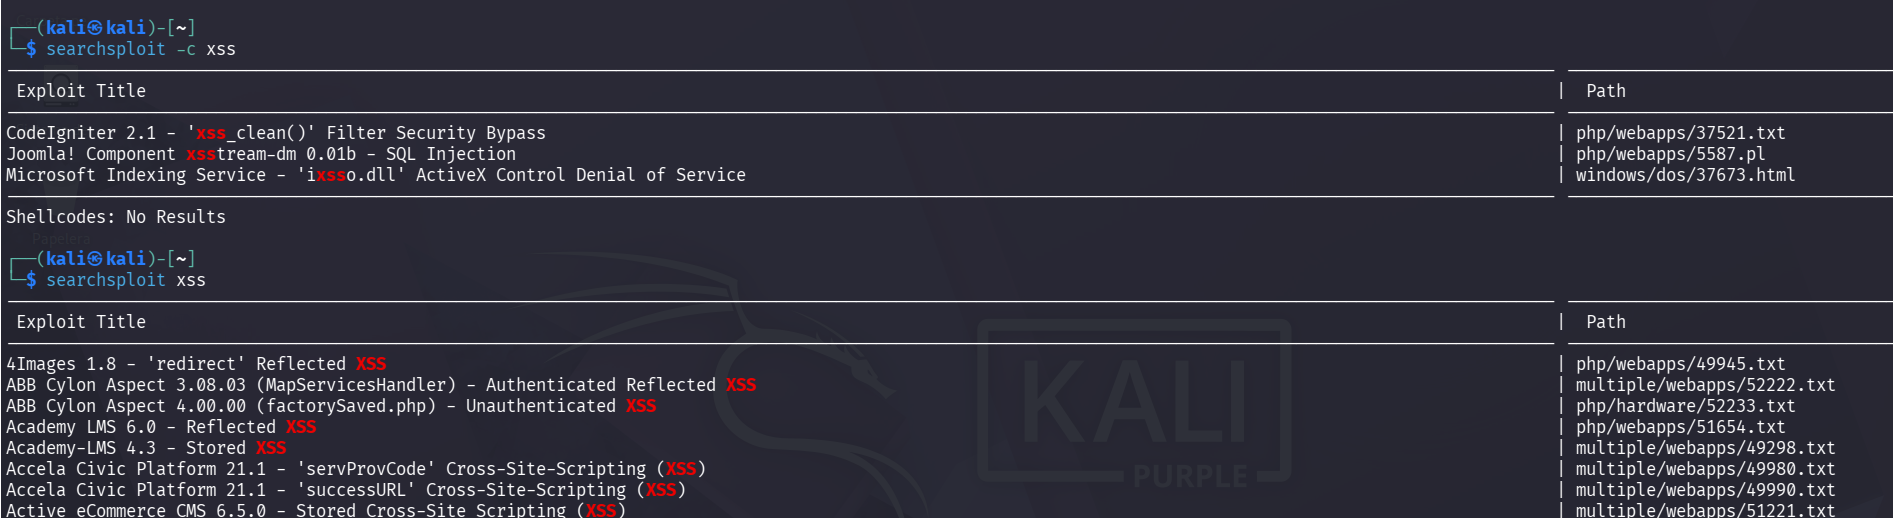 (kali㉿kali)-[~]
$ searchsploit -c xss
Exploit Title | Path
CodeIgniter 2.1 - 'xss_clean()' Filter Security Bypass | php/webapps/37521.txt
Joomla! Component xsstream-dm 0.01b - SQL Injection | php/webapps/5587.pl
Microsoft Indexing Service - 'ixsso.dll' ActiveX Control Denial of Service | windows/dos/37673.html
Shellcodes: No Results
Papelera
(kali㉿kali)-[~]
$ searchsploit xss
Exploit Title | Path
4Images 1.8 - 'redirect' Reflected XSS | php/webapps/49945.txt
ABB Cylon Aspect 3.08.03 (MapServicesHandler) - Authenticated Reflected XSS | multiple/webapps/52222.txt
ABB Cylon Aspect 4.00.00 (factorySaved.php) - Unauthenticated XSS | php/hardware/52233.txt
Academy LMS 6.0 - Reflected XSS | php/webapps/51654.txt
Academy-LMS 4.3 - Stored XSS | multiple/webapps/49298.txt
Accela Civic Platform 21.1 - 'servProvCode' Cross-Site-Scripting (XSS) | multiple/webapps/49980.txt
Accela Civic Platform 21.1 - 'successURL' Cross-Site-Scripting (XSS) | multiple/webapps/49990.txt
Active eCommerce CMS 6.5.0 - Stored Cross-Site Scripting (XSS) | multiple/webapps/51221.txt
KALI
PURPLE